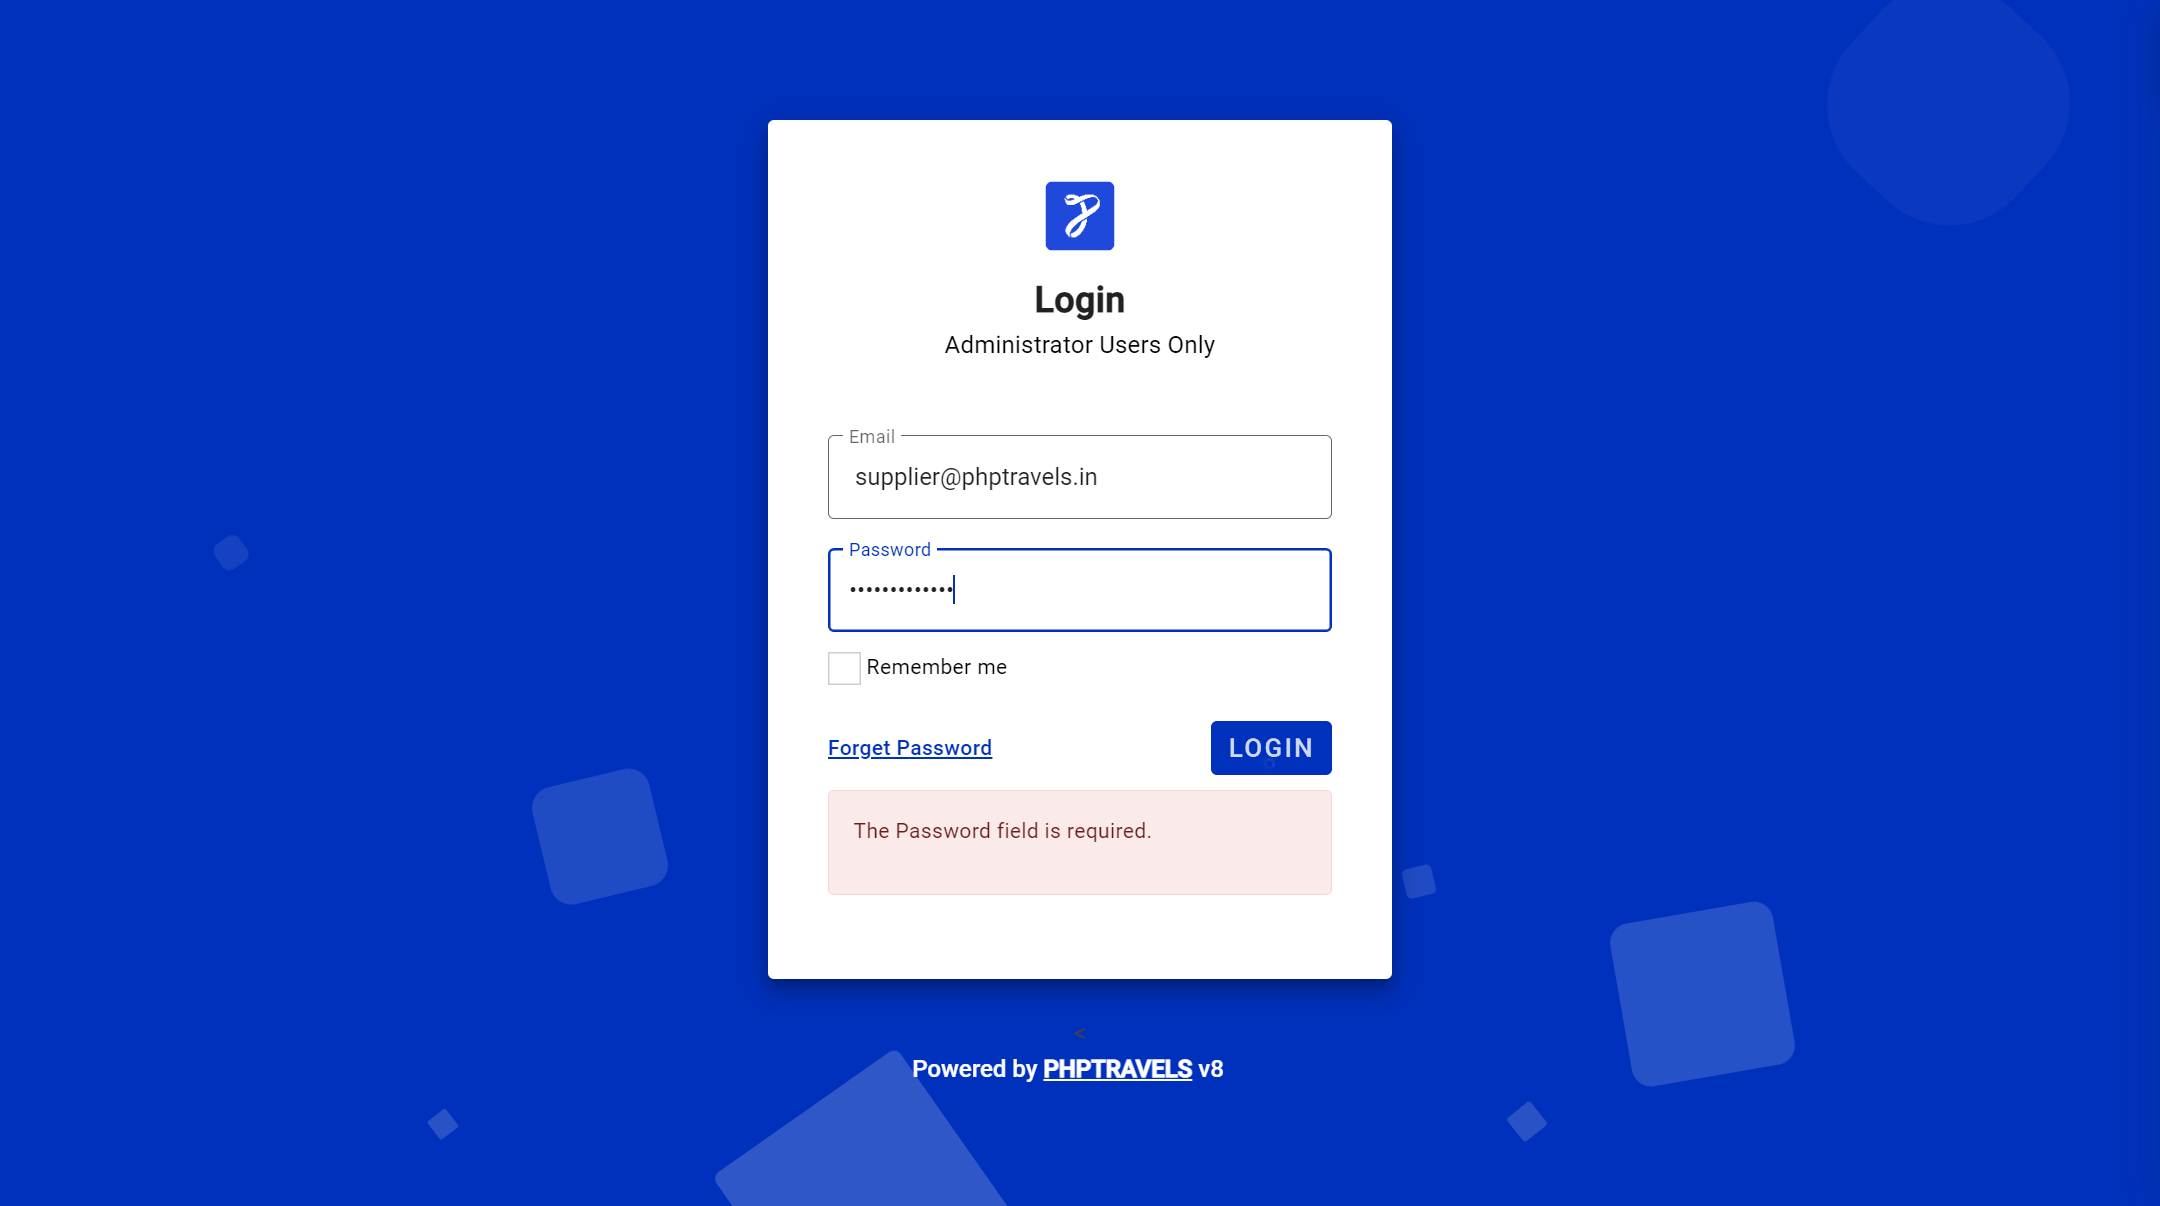 Login
Administrator Users Only
Email
supplier@phptravels.in
Password
•••••••••••••
Remember me
Forget Password
LOGIN
The Password field is required.
<
Powered by PHPTRAVELS v8